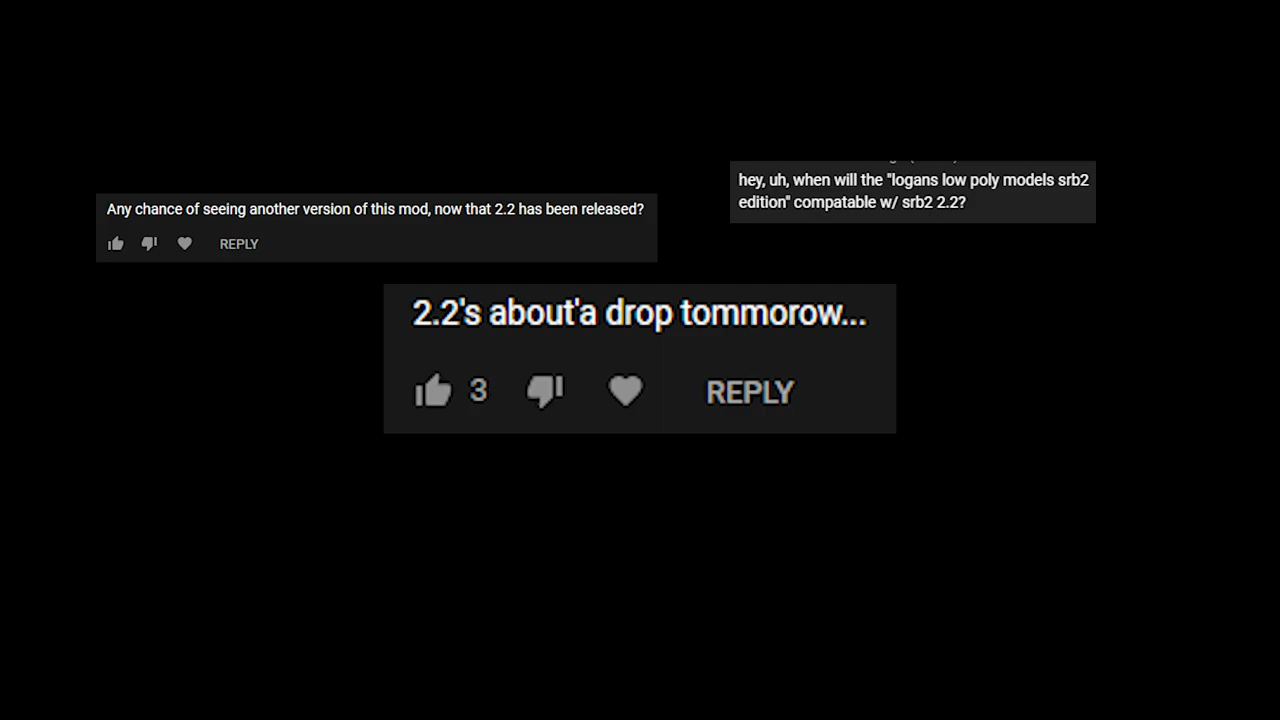 Any chance of seeing another version of this mod, now that 2.2 has been released?
REPLY
hey, uh, when will the "logans low poly models srb2
edition" compatable w/ srb2 2.2?
2.2's about'a drop tommorow...
3
REPLY